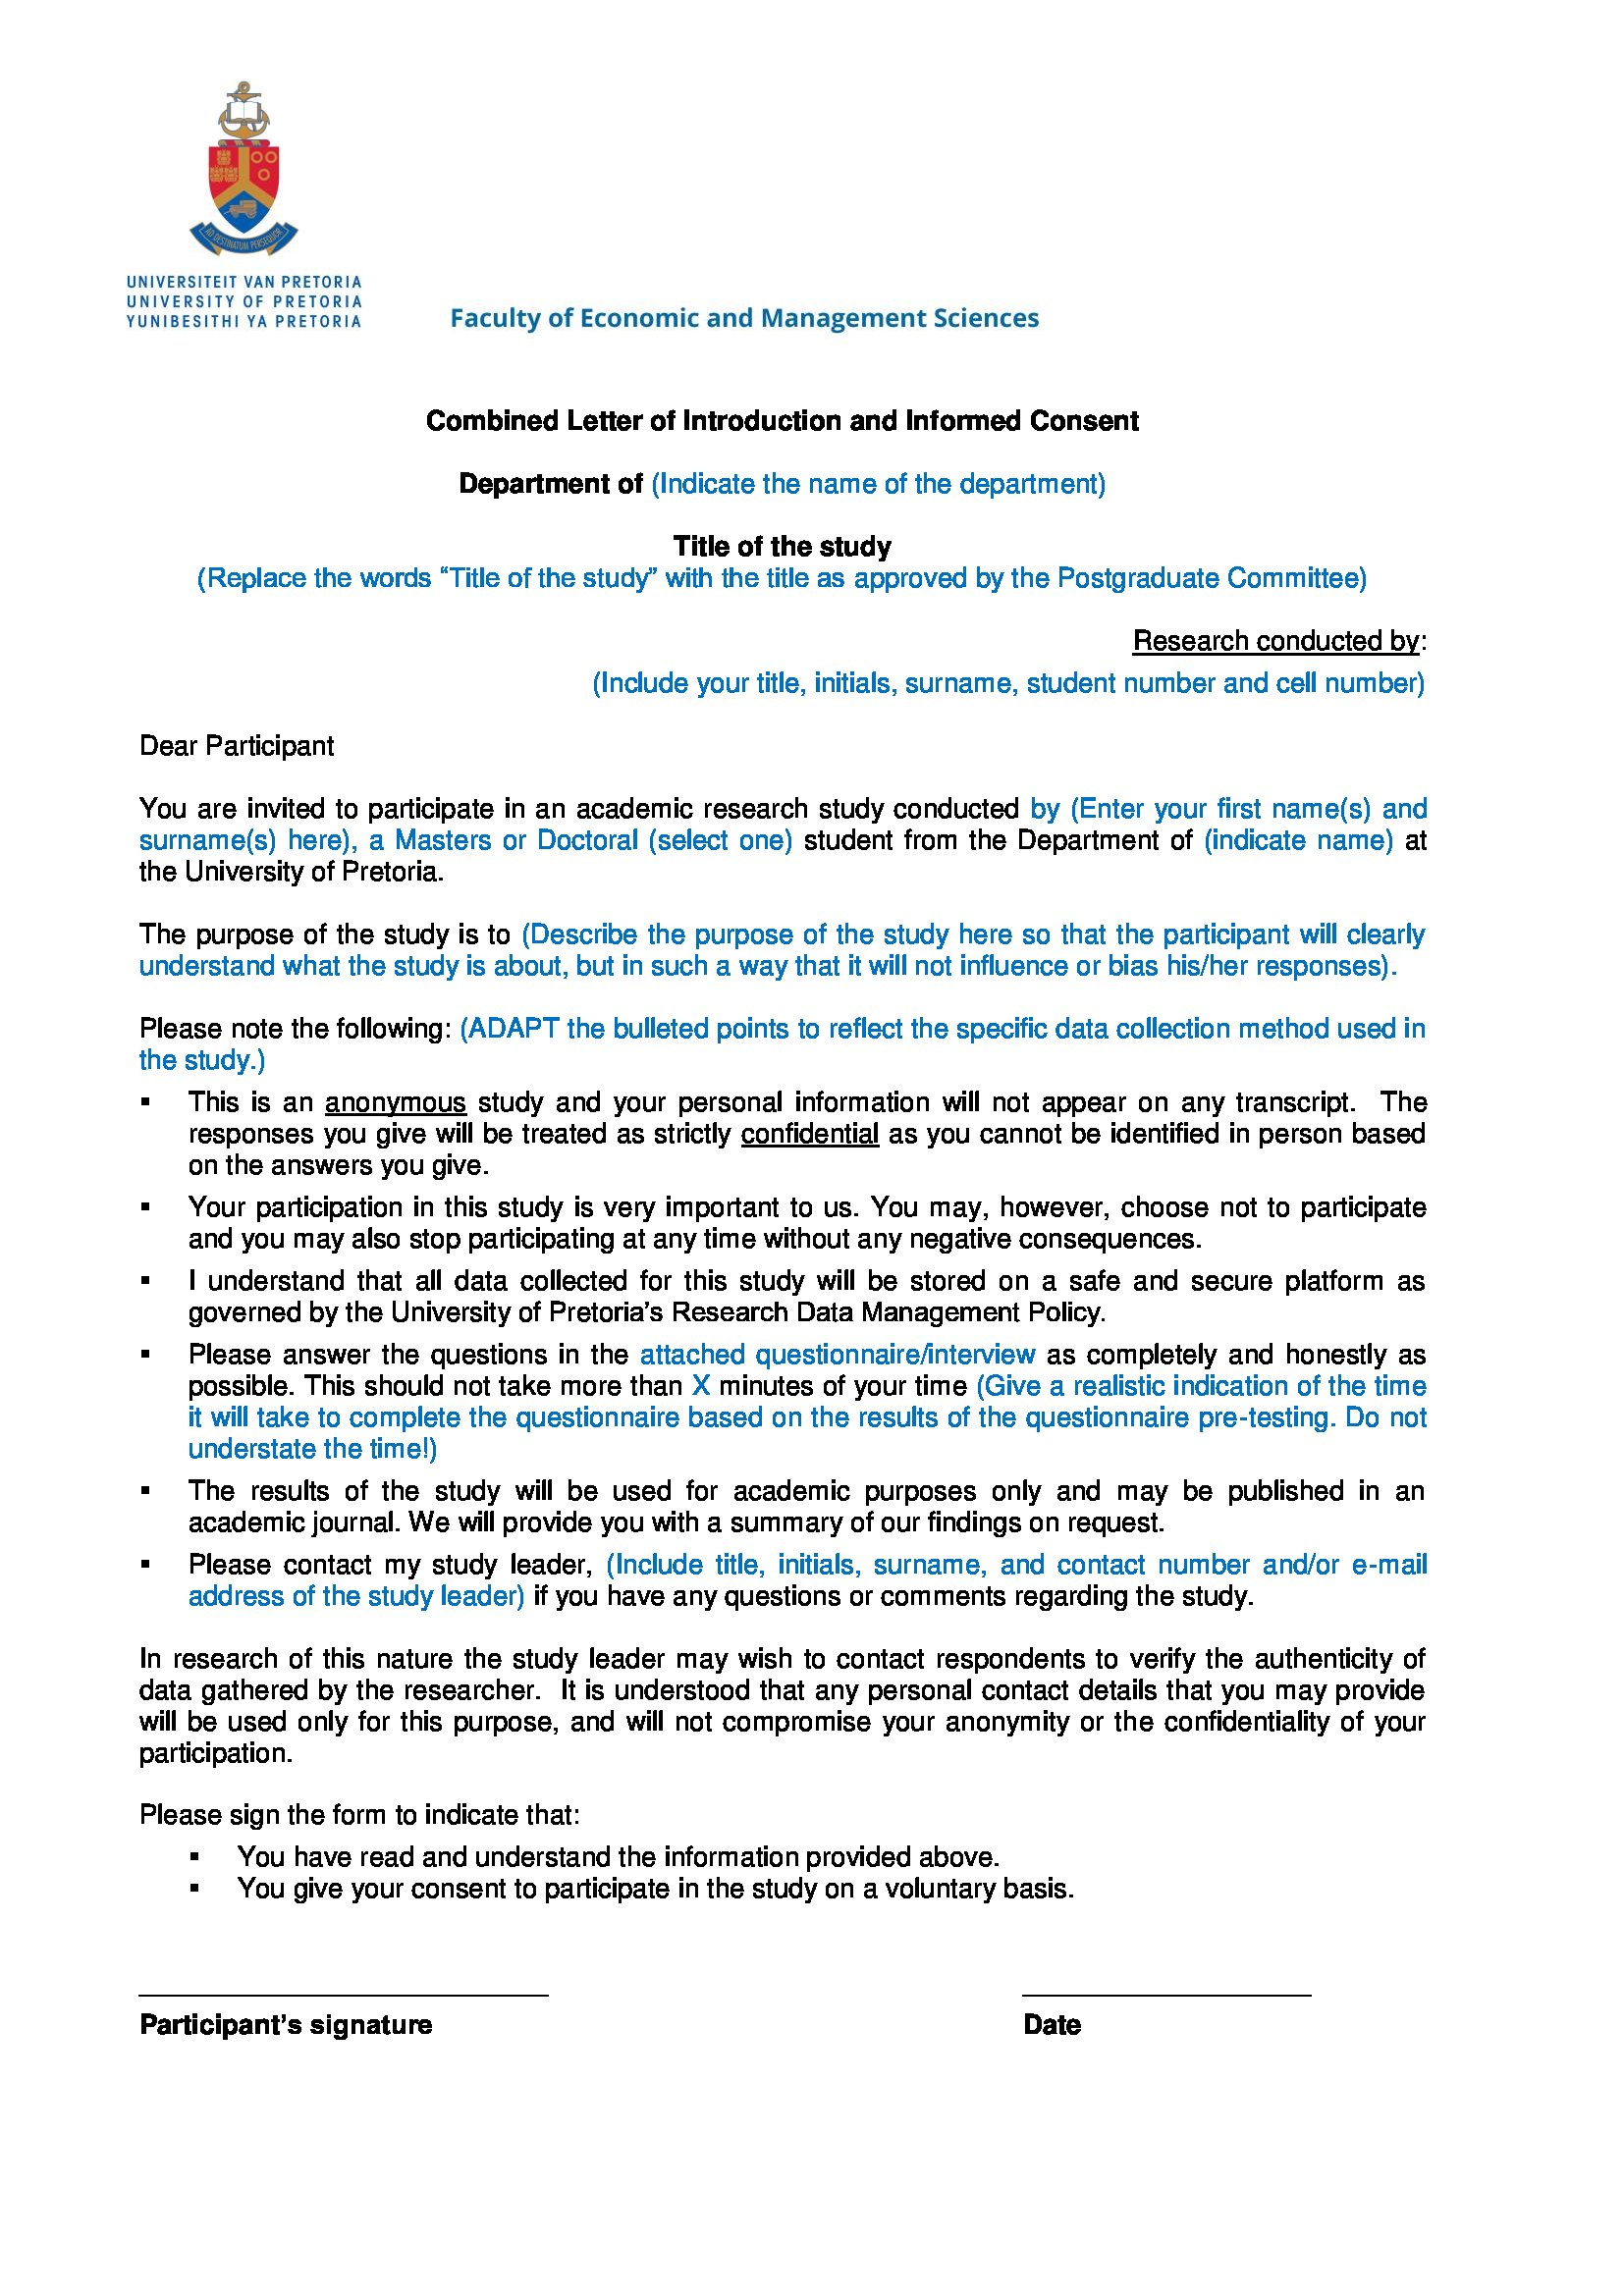 AD DESTINATUM PERSEQUOR
UNIVERSITEIT VAN PRETORIA
UNIVERSITY OF PRETORIA
YUNIBESITHI YA PRETORIA
Faculty of Economic and Management Sciences
Combined Letter of Introduction and Informed Consent
Department of (Indicate the name of the department)
Title of the study
(Replace the words “Title of the study” with the title as approved by the Postgraduate Committee)
Research conducted by:
(Include your title, initials, surname, student number and cell number)
Dear Participant
You are invited to participate in an academic research study conducted by (Enter your first name(s) and
surname(s) here), a Masters or Doctoral (select one) student from the Department of (indicate name) at
the University of Pretoria.
The purpose of the study is to (Describe the purpose of the study here so that the participant will clearly
understand what the study is about, but in such a way that it will not influence or bias his/her responses).
Please note the following: (ADAPT the bulleted points to reflect the specific data collection method used in
the study.)
▪ This is an anonymous study and your personal information will not appear on any transcript. The
responses you give will be treated as strictly confidential as you cannot be identified in person based
on the answers you give.
▪ Your participation in this study is very important to us. You may, however, choose not to participate
and you may also stop participating at any time without any negative consequences.
▪ I understand that all data collected for this study will be stored on a safe and secure platform as
governed by the University of Pretoria’s Research Data Management Policy.
▪ Please answer the questions in the attached questionnaire/interview as completely and honestly as
possible. This should not take more than X minutes of your time (Give a realistic indication of the time
it will take to complete the questionnaire based on the results of the questionnaire pre-testing. Do not
understate the time!)
▪ The results of the study will be used for academic purposes only and may be published in an
academic journal. We will provide you with a summary of our findings on request.
▪ Please contact my study leader, (Include title, initials, surname, and contact number and/or e-mail
address of the study leader) if you have any questions or comments regarding the study.
In research of this nature the study leader may wish to contact respondents to verify the authenticity of
data gathered by the researcher. It is understood that any personal contact details that you may provide
will be used only for this purpose, and will not compromise your anonymity or the confidentiality of your
participation.
Please sign the form to indicate that:
▪ You have read and understand the information provided above.
▪ You give your consent to participate in the study on a voluntary basis.
Participant’s signature
Date